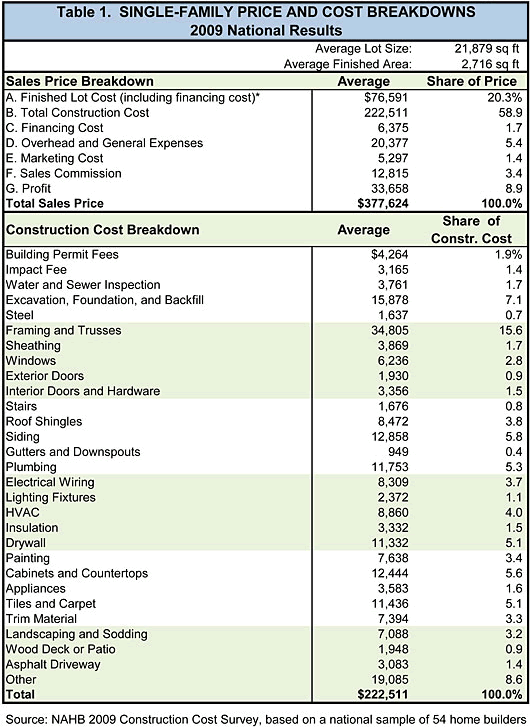 Table 1. SINGLE-FAMILY PRICE AND COST BREAKDOWNS
2009 National Results
Average Lot Size: 21,879 sq ft
Average Finished Area: 2,716 sq ft
Sales Price Breakdown Average Share of Price
A. Finished Lot Cost (including financing cost)* $76,591 20.3%
B. Total Construction Cost 222,511 58.9
C. Financing Cost 6,375 1.7
D. Overhead and General Expenses 20,377 5.4
E. Marketing Cost 5,297 1.4
F. Sales Commission 12,815 3.4
G. Profit 33,658 8.9
Total Sales Price $377,624 100.0%
Construction Cost Breakdown Average Share of Constr. Cost
Building Permit Fees $4,264 1.9%
Impact Fee 3,165 1.4
Water and Sewer Inspection 3,761 1.7
Excavation, Foundation, and Backfill 15,878 7.1
Steel 1,637 0.7
Framing and Trusses 34,805 15.6
Sheathing 3,869 1.7
Windows 6,236 2.8
Exterior Doors 1,930 0.9
Interior Doors and Hardware 3,356 1.5
Stairs 1,676 0.8
Roof Shingles 8,472 3.8
Siding 12,858 5.8
Gutters and Downspouts 949 0.4
Plumbing 11,753 5.3
Electrical Wiring 8,309 3.7
Lighting Fixtures 2,372 1.1
HVAC 8,860 4.0
Insulation 3,332 1.5
Drywall 11,332 5.1
Painting 7,638 3.4
Cabinets and Countertops 12,444 5.6
Appliances 3,583 1.6
Tiles and Carpet 11,436 5.1
Trim Material 7,394 3.3
Landscaping and Sodding 7,088 3.2
Wood Deck or Patio 1,948 0.9
Asphalt Driveway 3,083 1.4
Other 19,085 8.6
Total $222,511 100.0%
Source: NAHB 2009 Construction Cost Survey, based on a national sample of 54 home builders